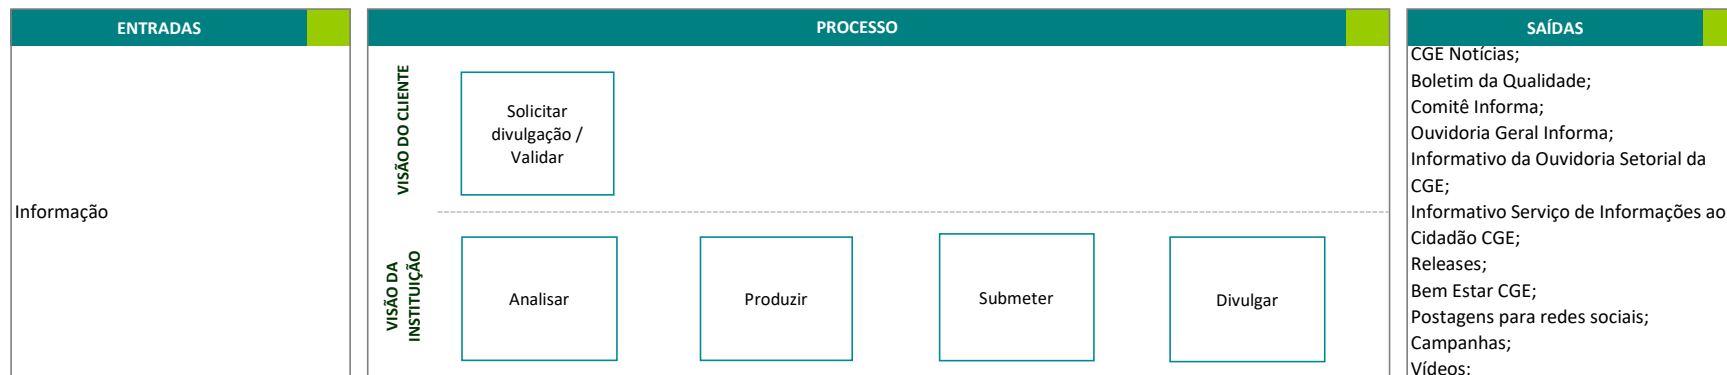 ENTRADAS
Informação
PROCESSO
VISÃO DO CLIENTE
Solicitar
divulgação /
Validar
VISÃO DA
INSTITUIÇÃO
Analisar
Produzir
Submeter
Divulgar
SAÍDAS
CGE Notícias;
Boletim da Qualidade;
Comitê Informa;
Ouvidoria Geral Informa;
Informativo da Ouvidoria Setorial da
CGE;
Informativo Serviço de Informações ao
Cidadão CGE;
Releases;
Bem Estar CGE;
Postagens para redes sociais;
Campanhas;
Vídeos;